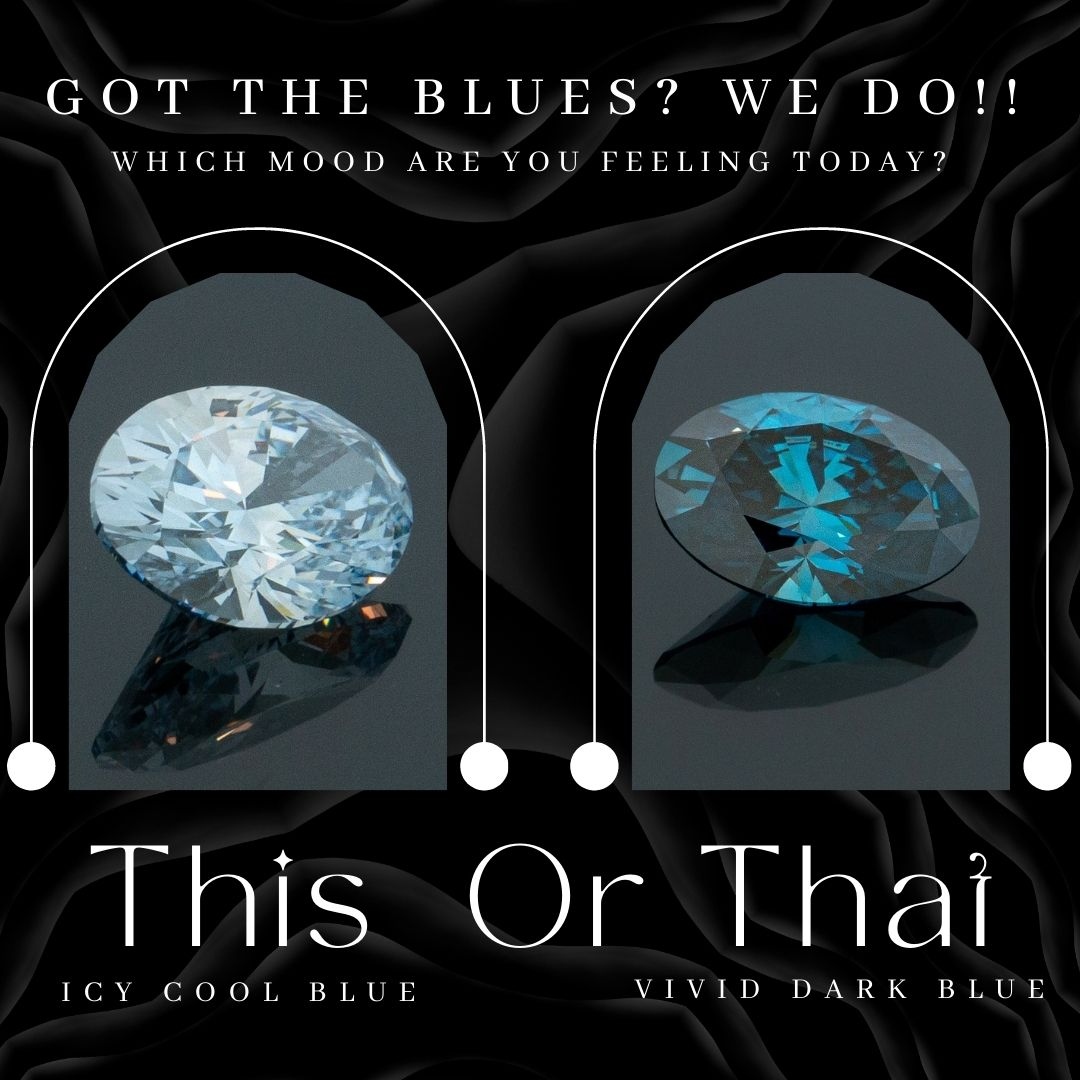 GOT THE BLUES? WE DO!!
WHICH MOOD ARE YOU FEELING TODAY?
This Or That
ICY COOL BLUE
VIVID DARK BLUE